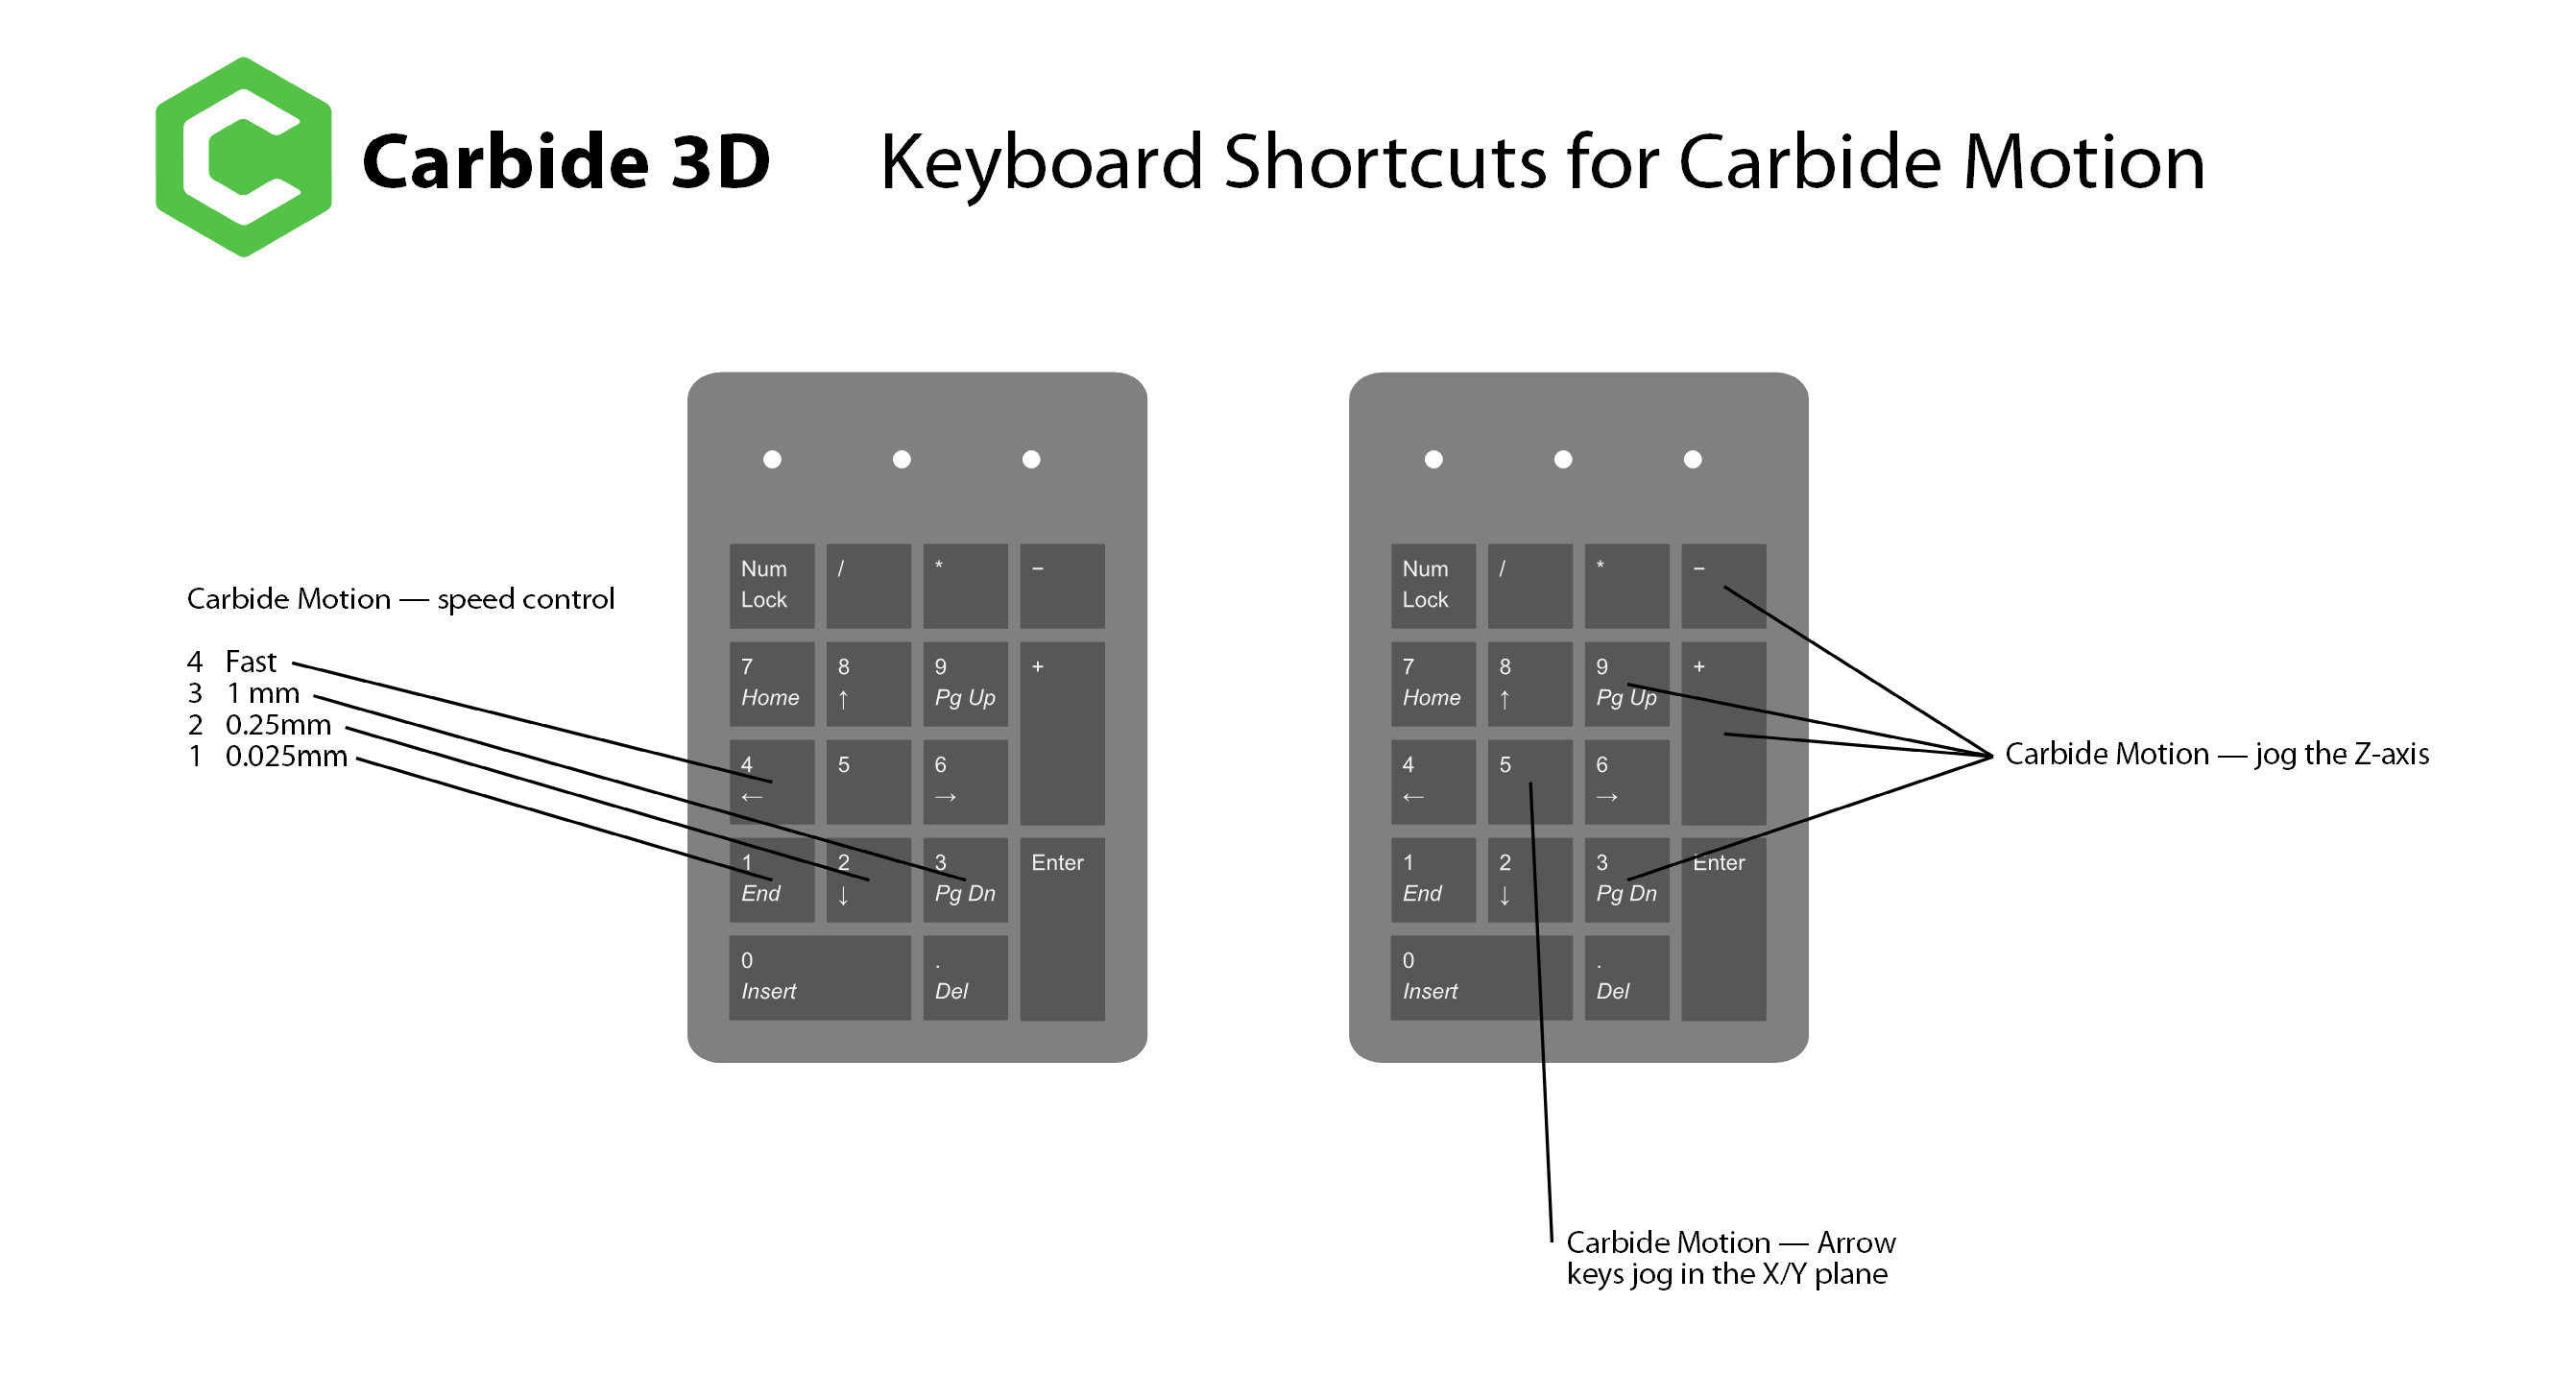 Carbide 3D
Keyboard Shortcuts for Carbide Motion
Carbide Motion — speed control
4 Fast
3 1 mm
2 0.25mm
1 0.025mm
Num
Lock
/
*
−
7
Home
8
↑
9
Pg Up
+
4
←
5
6
→
1
End
2
↓
3
Pg Dn
Enter
0
Insert
.
Del
Num
Lock
/
*
−
7
Home
8
↑
9
Pg Up
+
4
←
5
6
→
1
End
2
↓
3
Pg Dn
Enter
0
Insert
.
Del
Carbide Motion — jog the Z-axis
Carbide Motion — Arrow
keys jog in the X/Y plane